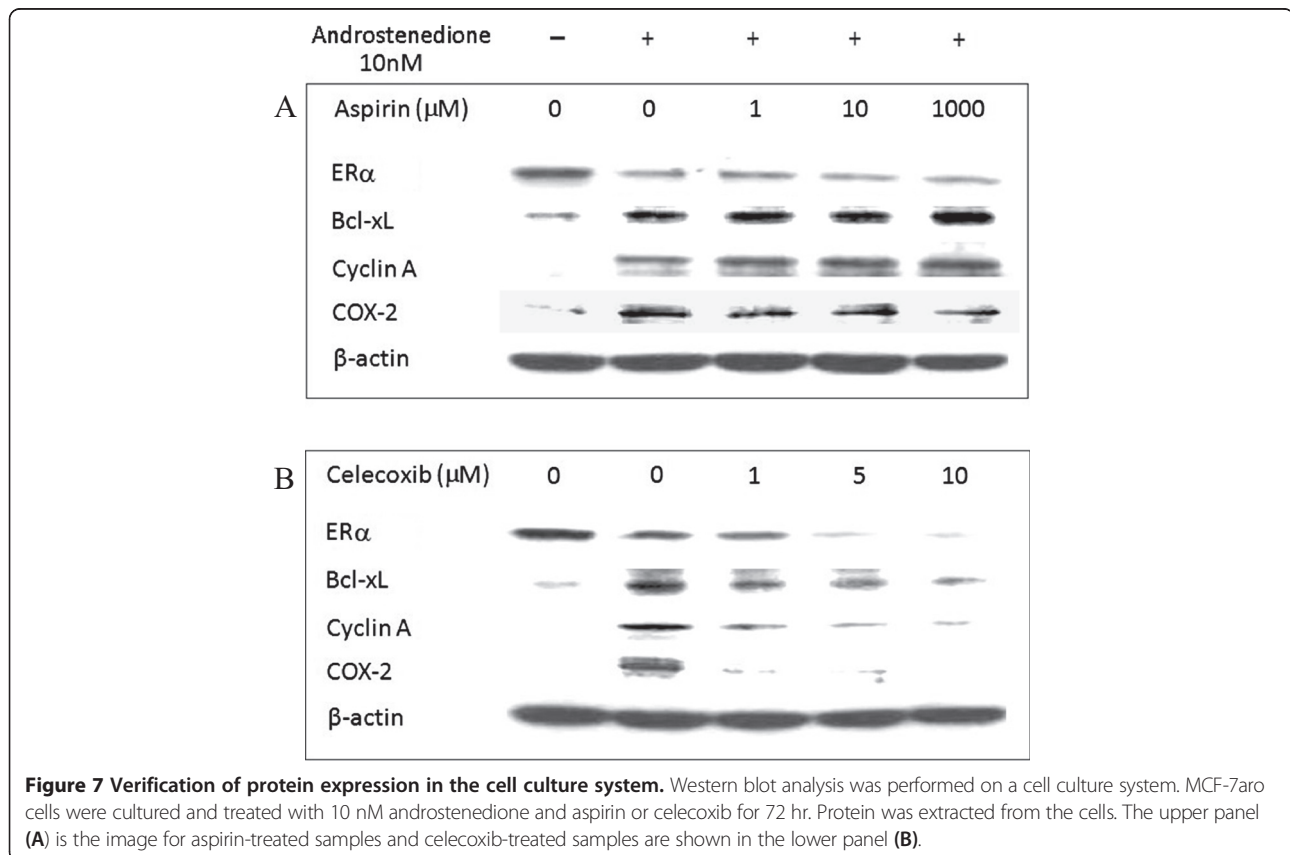 Androstenedione − + + + +
10nM
A Aspirin (μM) 0 0 1 10 1000
ERα
Bcl-xL
Cyclin A
COX-2
β-actin
B Celecoxib (μM) 0 0 1 5 10
ERα
Bcl-xL
Cyclin A
COX-2
β-actin
Figure 7 Verification of protein expression in the cell culture system. Western blot analysis was performed on a cell culture system. MCF-7aro
cells were cultured and treated with 10 nM androstenedione and aspirin or celecoxib for 72 hr. Protein was extracted from the cells. The upper panel
(A) is the image for aspirin-treated samples and celecoxib-treated samples are shown in the lower panel (B).